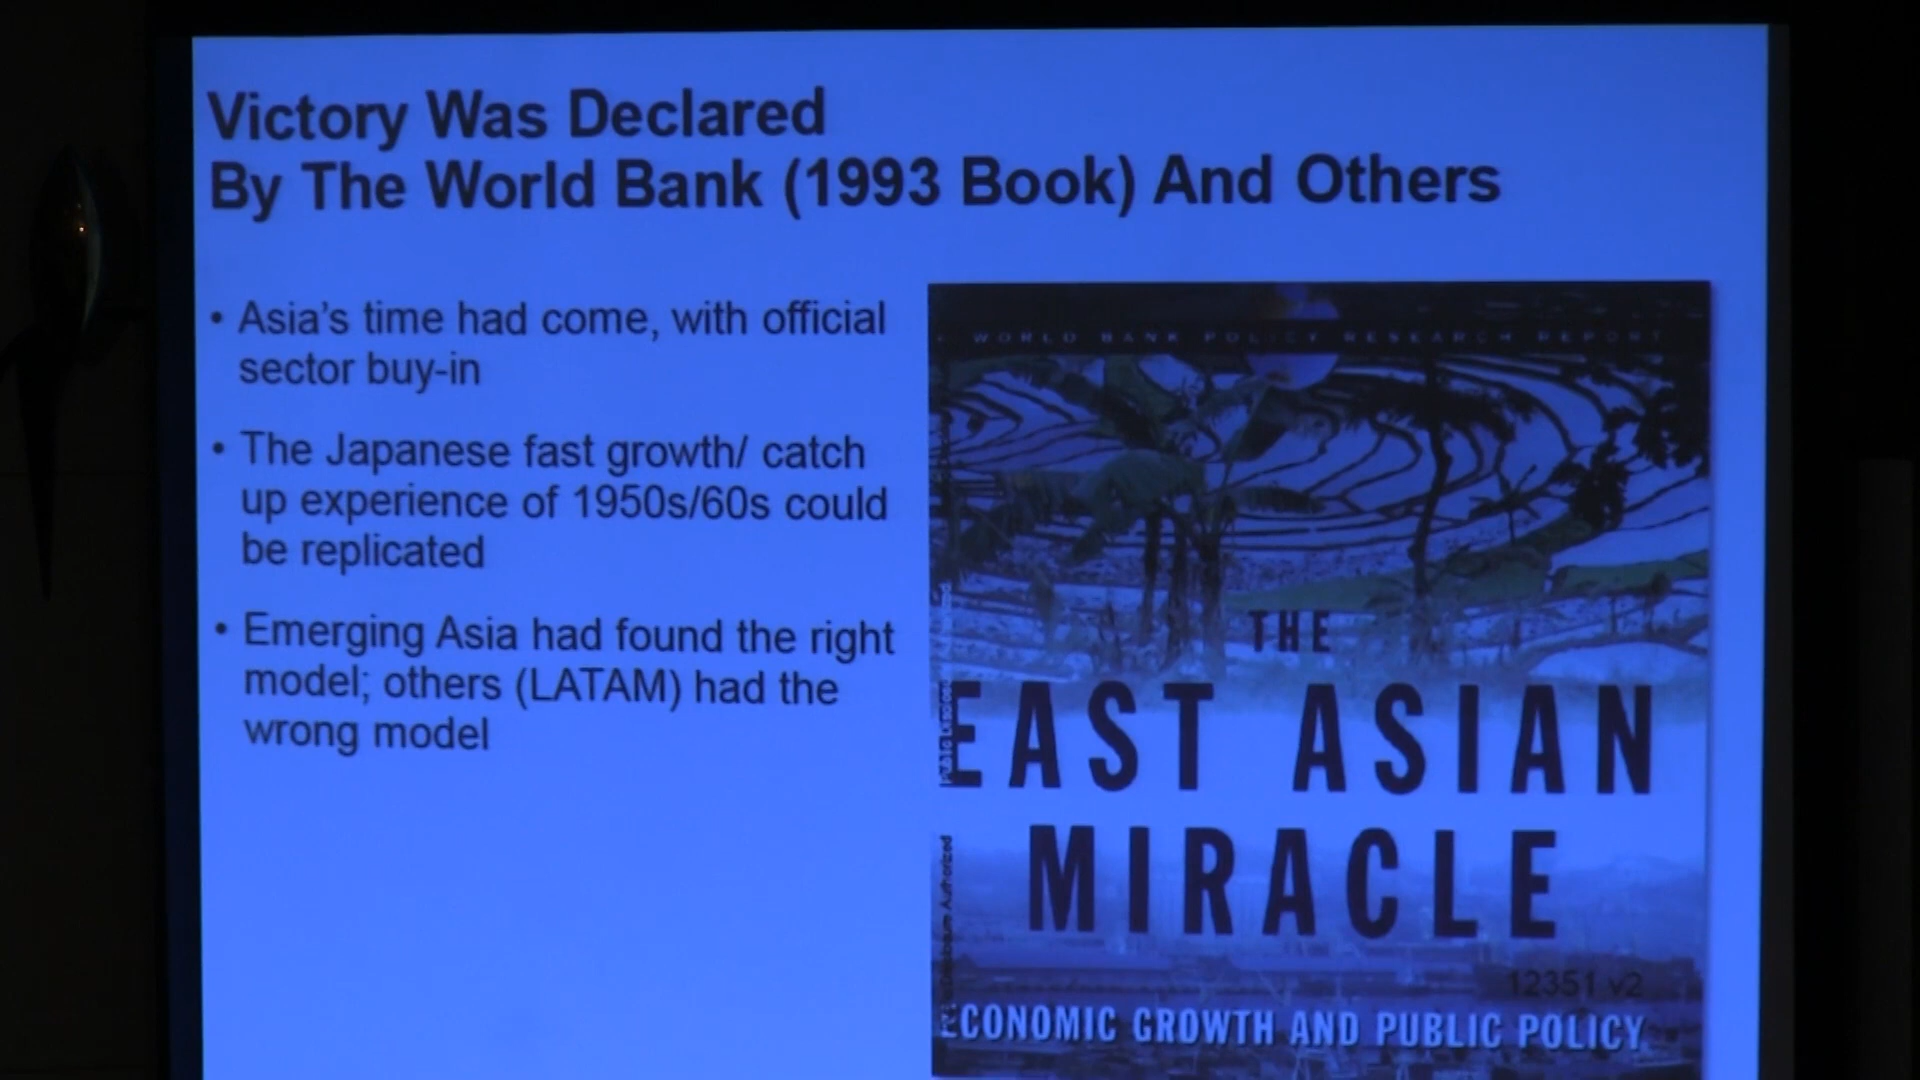 Victory Was Declared
By The World Bank (1993 Book) And Others
• Asia's time had come, with official
sector buy-in
• The Japanese fast growth/ catch
up experience of 1950s/60s could
be replicated
• Emerging Asia had found the right
model; others (LATAM) had the
wrong model
WORLD BANK POLICY RESEARCH REPORT
THE
EAST ASIAN
MIRACLE
12351 v2
ECONOMIC GROWTH AND PUBLIC POLICY